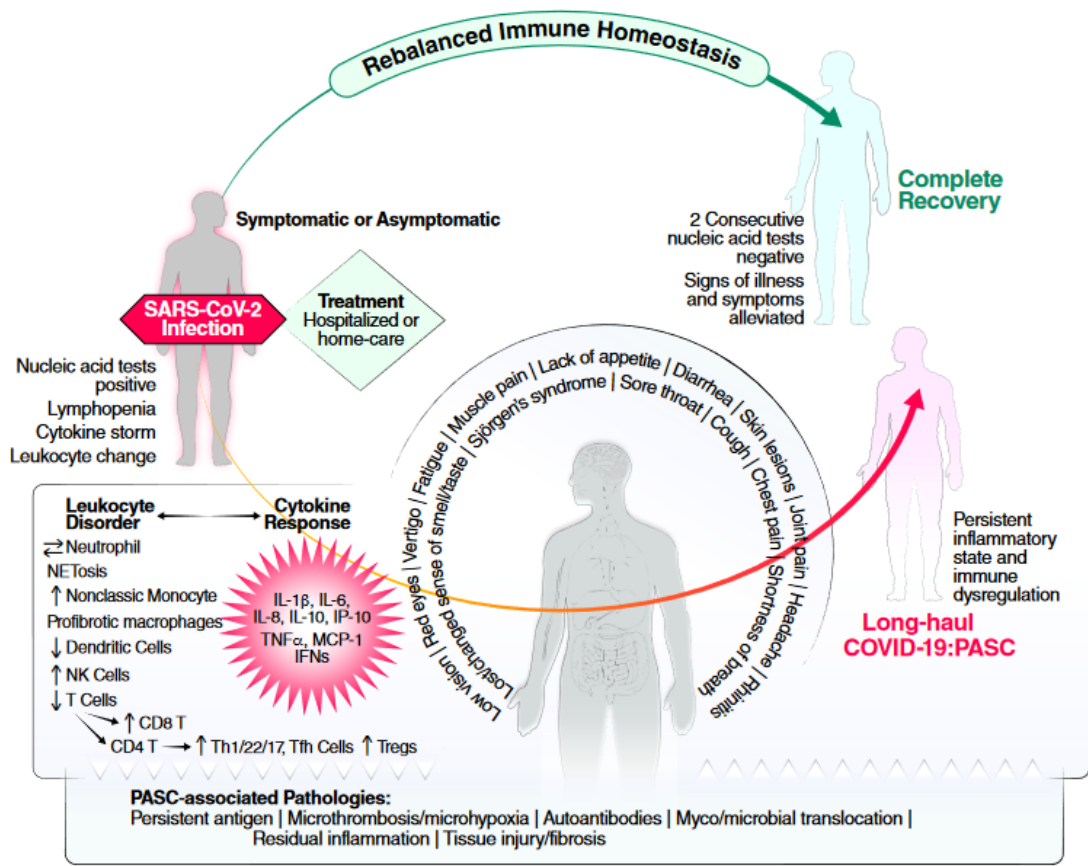 Rebalanced Immune Homeostasis
Complete
Recovery
Symptomatic or Asymptomatic
2 Consecutive
nucleic acid tests
negative
Signs of illness
and symptoms
alleviated
SARS-CoV-2
Infection
Treatment
Hospitalized or
home-care
Nucleic acid tests
positive
Lymphopenia
Cytokine storm
Leukocyte change
Low vision | Red eyes | Vertigo | Fatigue | Muscle pain | Lack of appetite | Diarrhea | Skin lesions | Joint pain | Headache | Rhinitis
Lost/changed sense of smell/taste | Sjörgen's syndrome | Sore throat | Cough | Chest pain | Shortness of breath
Leukocyte
Disorder
Cytokine
Response
⇄ Neutrophil
NETosis
↑ Nonclassic Monocyte
Profibrotic macrophages
↓ Dendritic Cells
↑ NK Cells
↓ T Cells
↑ CD8 T
CD4 T → ↑ Th1/22/17, Tfh Cells ↑ Tregs
IL-1β, IL-6,
IL-8, IL-10, IP-10
TNFα, MCP-1
IFNs
Persistent
inflammatory
state and
immune
dysregulation
Long-haul
COVID-19:PASC
PASC-associated Pathologies:
Persistent antigen | Microthrombosis/microhypoxia | Autoantibodies | Myco/microbial translocation |
Residual inflammation | Tissue injury/fibrosis